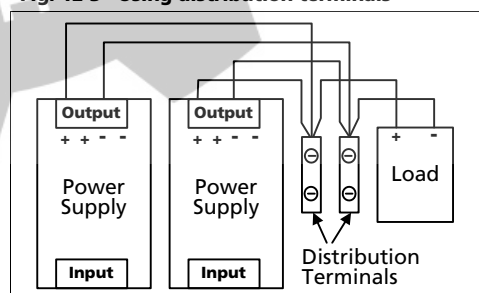 Fig. 12-3 Using distribution terminals
Output
+ + - -
Power
Supply
Input
Output
+ + - -
Power
Supply
Input
+ -
Load
Distribution
Terminals